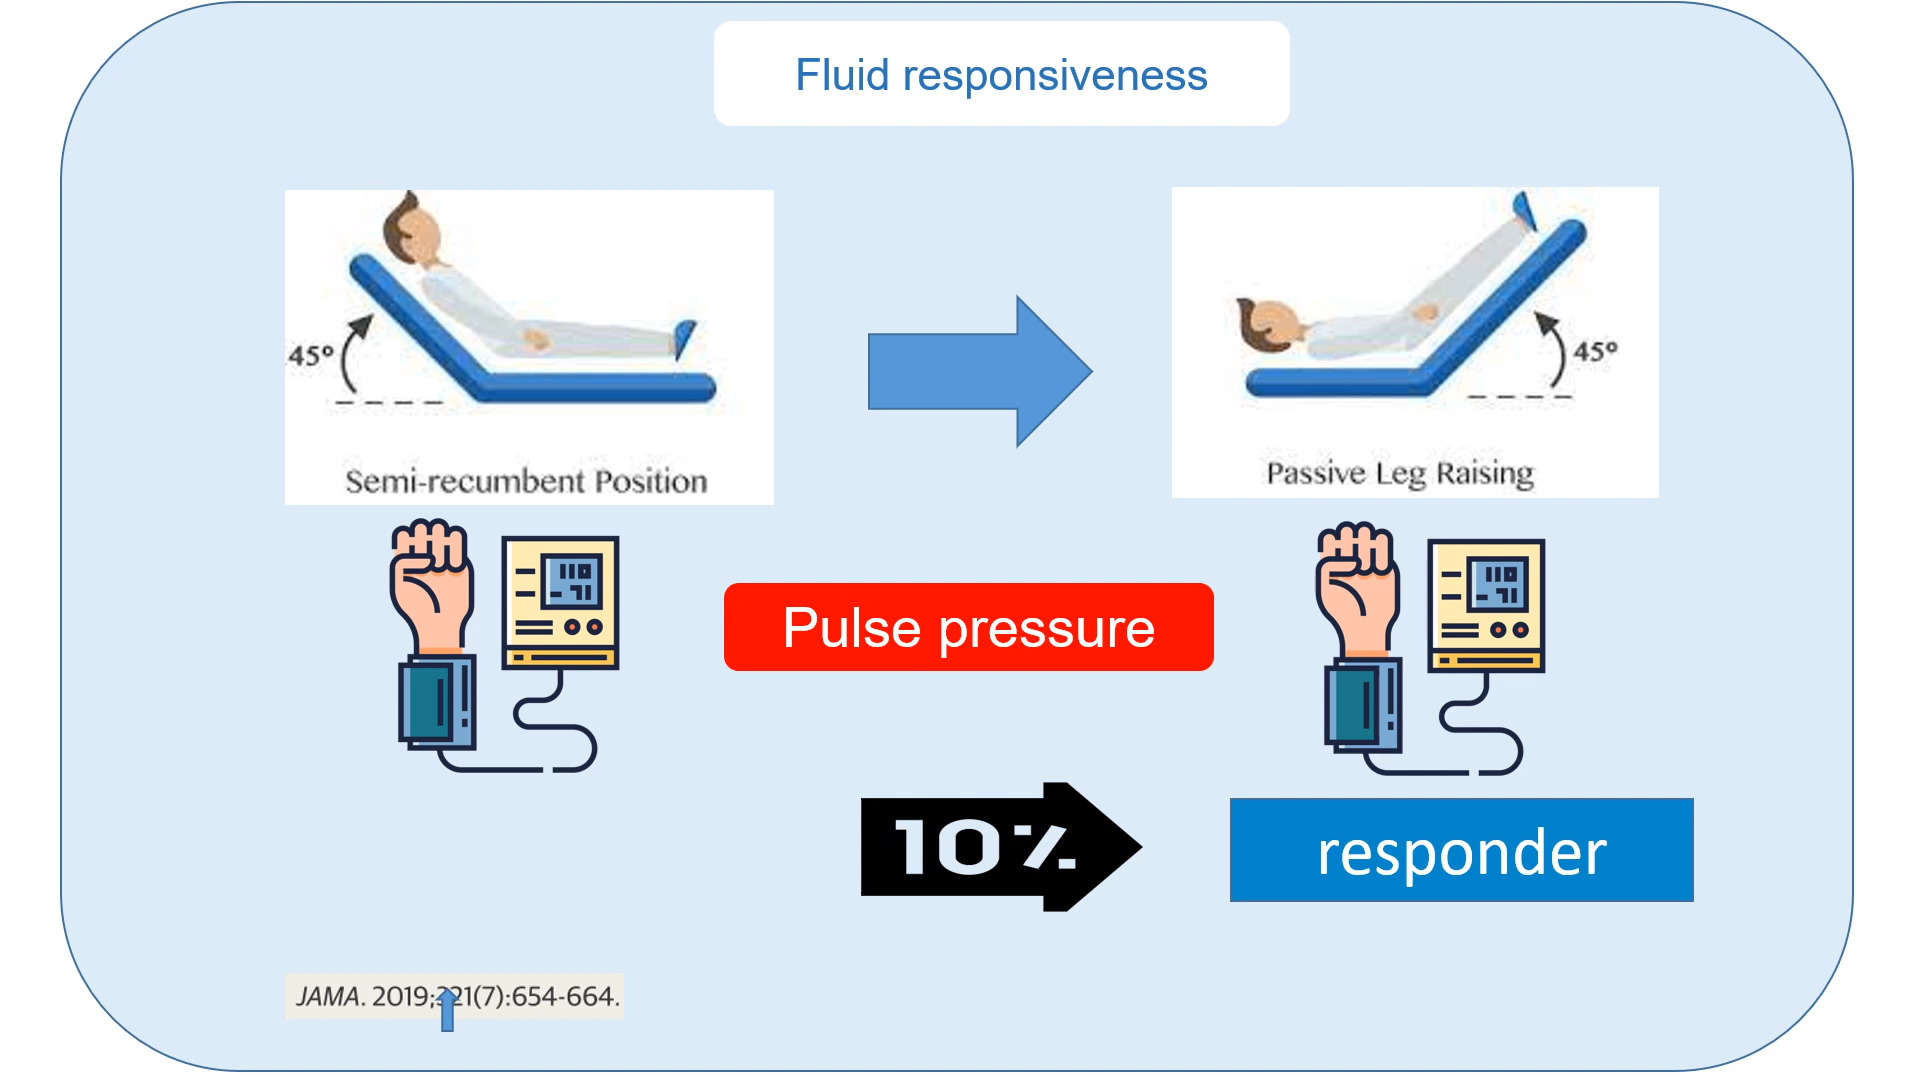 Fluid responsiveness
45°
Semi-recumbent Position
45°
Passive Leg Raising
Pulse pressure
10%
responder
JAMA. 2019;321(7):654-664.